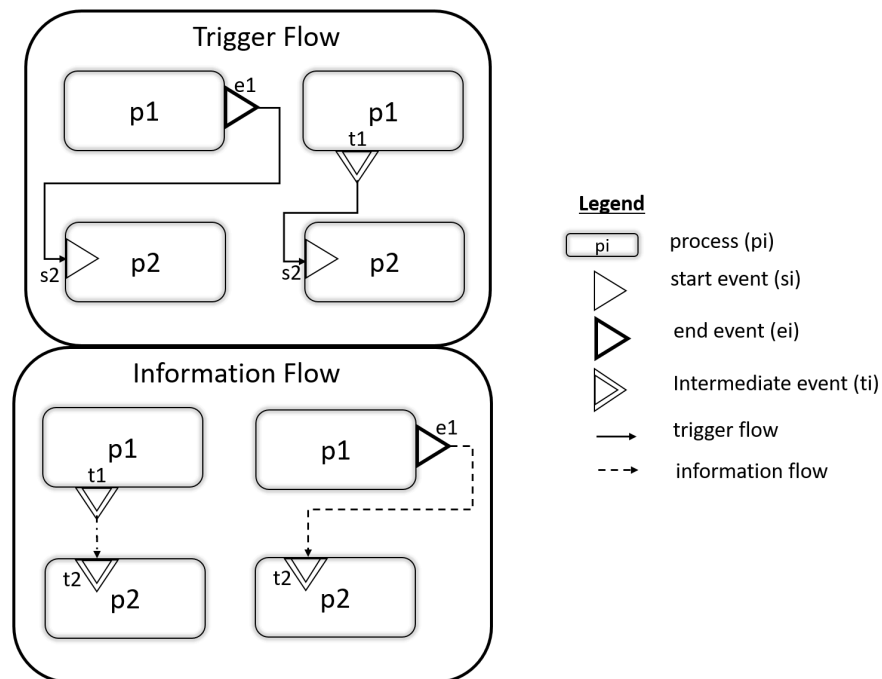 Trigger Flow
p1
e1
p1
t1
s2
p2
s2
p2
Information Flow
p1
t1
p1
e1
t2
p2
t2
p2
Legend
pi
process (pi)
start event (si)
end event (ei)
Intermediate event (ti)
trigger flow
information flow